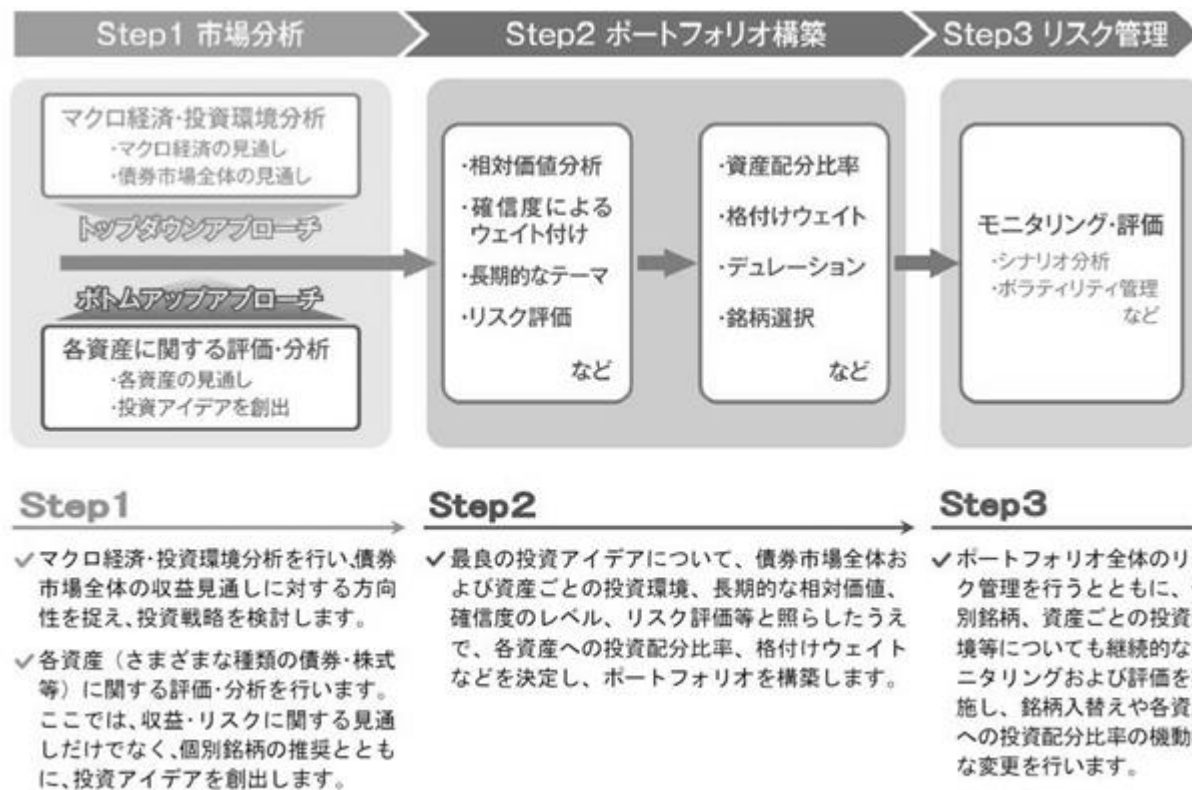 Step1 市場分析
Step2 ポートフォリオ構築
Step3 リスク管理
マクロ経済・投資環境分析
・マクロ経済の見通し
・債券市場全体の見通し
トップダウンアプローチ
ボトムアップアプローチ
各資産に関する評価・分析
・各資産の見通し
・投資アイデアを創出
・相対価値分析
・確信度による
ウェイト付け
・長期的なテーマ
・リスク評価
など
・資産配分比率
・格付けウェイト
・デュレーション
・銘柄選択
など
モニタリング・評価
・シナリオ分析
・ボラティリティ管理
など
Step1
✓マクロ経済・投資環境分析を行い、債券
市場全体の収益見通しに対する方向
性を捉え、投資戦略を検討します。
✓各資産（さまざまな種類の債券・株式
等）に関する評価・分析を行います。
ここでは、収益・リスクに関する見通
しだけでなく、個別銘柄の推奨ととも
に、投資アイデアを創出します。
Step2
✓最良の投資アイデアについて、債券市場全体お
よび資産ごとの投資環境、長期的な相対価値、
確信度のレベル、リスク評価等と照らしたうえ
で、各資産への投資配分比率、格付けウェイト
などを決定し、ポートフォリオを構築します。
Step3
✓ポートフォリオ全体のリ
ク管理を行うとともに、
別銘柄、資産ごとの投資
境等についても継続的な
ニタリングおよび評価を
施し、銘柄入替えや各資
への投資配分比率の機動
な変更を行います。